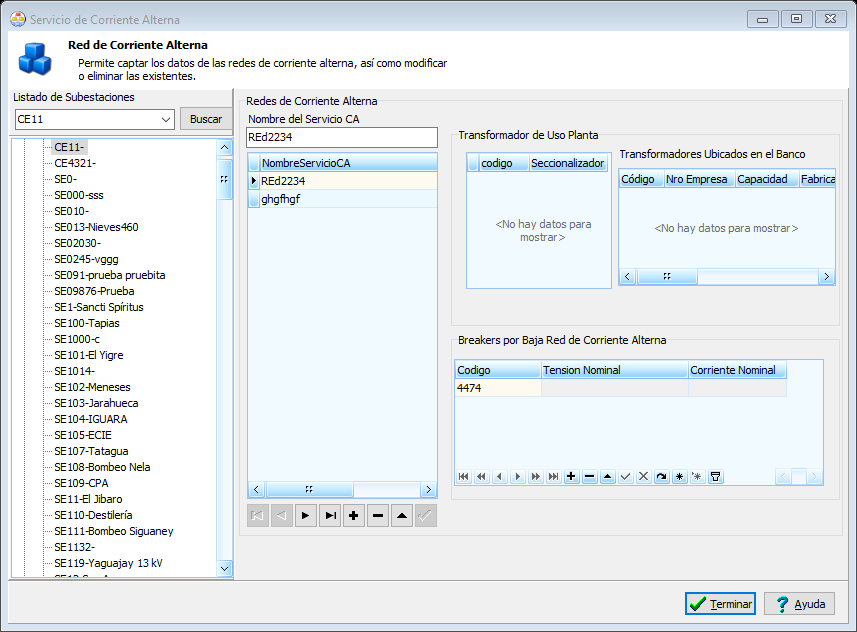 Servicio de Corriente Alterna
Red de Corriente Alterna
Permite captar los datos de las redes de corriente alterna, así como modificar
o eliminar las existentes.
Listado de Subestaciones
CE11
Buscar
CE11-
CE4321-
SE0-
SE000-sss
SE010-
SE013-Nieves460
SE02030-
SE0245-vggg
SE091-prueba pruebita
SE09876-Prueba
SE1-Sancti Spíritus
SE100-Tapias
SE1000-c
SE101-El Yigre
SE1014-
SE102-Meneses
SE103-Jarahueca
SE104-IGUARA
SE105-ECIE
SE107-Tatagua
SE108-Bombeo Nela
SE109-CPA
SE11-El Jibaro
SE110-Destilería
SE111-Bombeo Siguaney
SE1132-
SE119-Yaguajay 13 kV
Redes de Corriente Alterna
Nombre del Servicio CA
REd2234
NombreServicioCA
REd2234
ghgfhgf
Transformador de Uso Planta
codigo Seccionalizador
<No hay datos para
mostrar>
Transformadores Ubicados en el Banco
Código Nro Empresa Capacidad Fabrica
<No hay datos para mostrar>
Breakers por Baja Red de Corriente Alterna
Codigo Tension Nominal Corriente Nominal
4474
Terminar
Ayuda